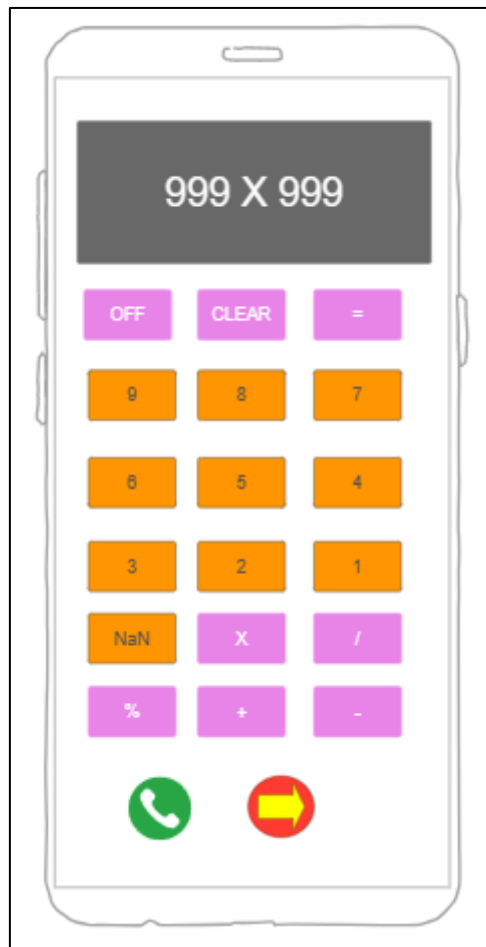 999 X 999
OFF CLEAR =
9 8 7
6 5 4
3 2 1
NaN X /
% + -